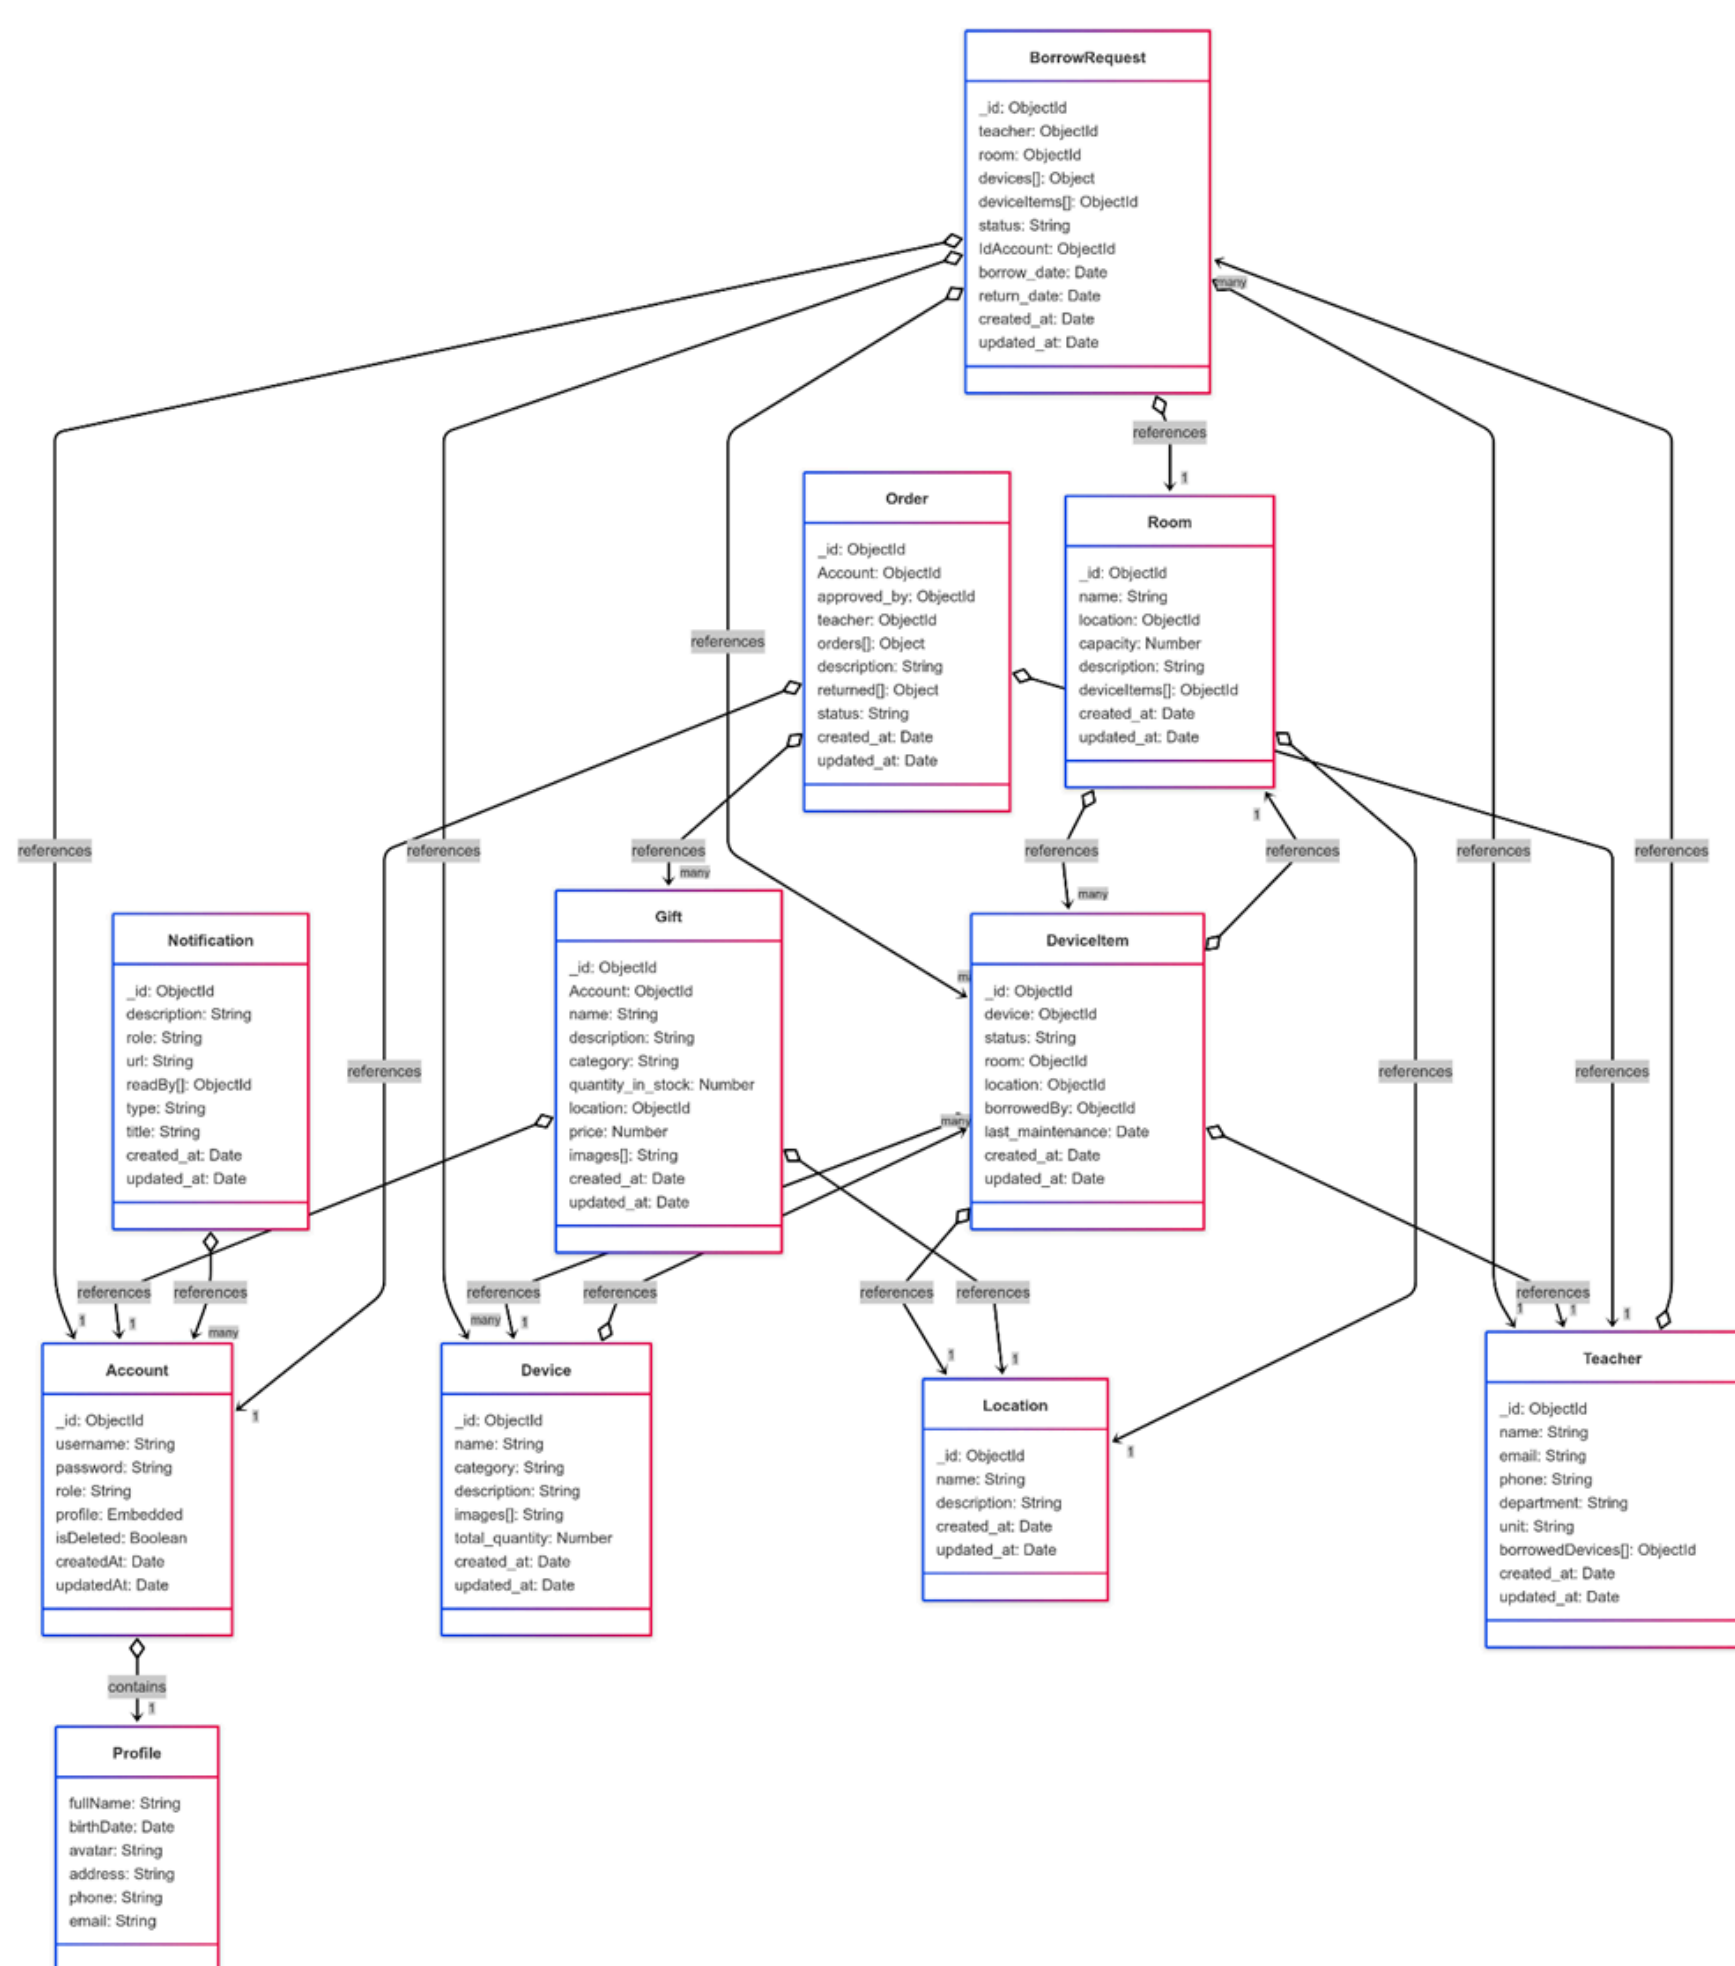 BorrowRequest
_id: ObjectId
teacher: ObjectId
room: ObjectId
devices[]: Object
deviceItems[]: ObjectId
status: String
IdAccount: ObjectId
borrow_date: Date
return_date: Date
created_at: Date
updated_at: Date
many
references
1
Order
_id: ObjectId
Account: ObjectId
approved_by: ObjectId
teacher: ObjectId
orders[]: Object
description: String
returned[]: Object
status: String
created_at: Date
updated_at: Date
Room
_id: ObjectId
name: String
location: ObjectId
capacity: Number
description: String
deviceItems[]: ObjectId
created_at: Date
updated_at: Date
references
1
references
references
references
references
references
references
references
many
many
Notification
_id: ObjectId
description: String
role: String
url: String
readBy[]: ObjectId
type: String
title: String
created_at: Date
updated_at: Date
references
Gift
_id: ObjectId
Account: ObjectId
name: String
description: String
category: String
quantity_in_stock: Number
location: ObjectId
price: Number
images[]: String
created_at: Date
updated_at: Date
many
DeviceItem
_id: ObjectId
device: ObjectId
status: String
room: ObjectId
location: ObjectId
borrowedBy: ObjectId
last_maintenance: Date
created_at: Date
updated_at: Date
references
references
references
references
references
references
references
references
references
1
1
many
many
1
1
1
1
1
1
1
1
1
Account
_id: ObjectId
username: String
password: String
role: String
profile: Embedded
isDeleted: Boolean
createdAt: Date
updatedAt: Date
Device
_id: ObjectId
name: String
category: String
description: String
images[]: String
total_quantity: Number
created_at: Date
updated_at: Date
Location
_id: ObjectId
name: String
description: String
created_at: Date
updated_at: Date
Teacher
_id: ObjectId
name: String
email: String
phone: String
department: String
unit: String
borrowedDevices[]: ObjectId
created_at: Date
updated_at: Date
contains
1
Profile
fullName: String
birthDate: Date
avatar: String
address: String
phone: String
email: String